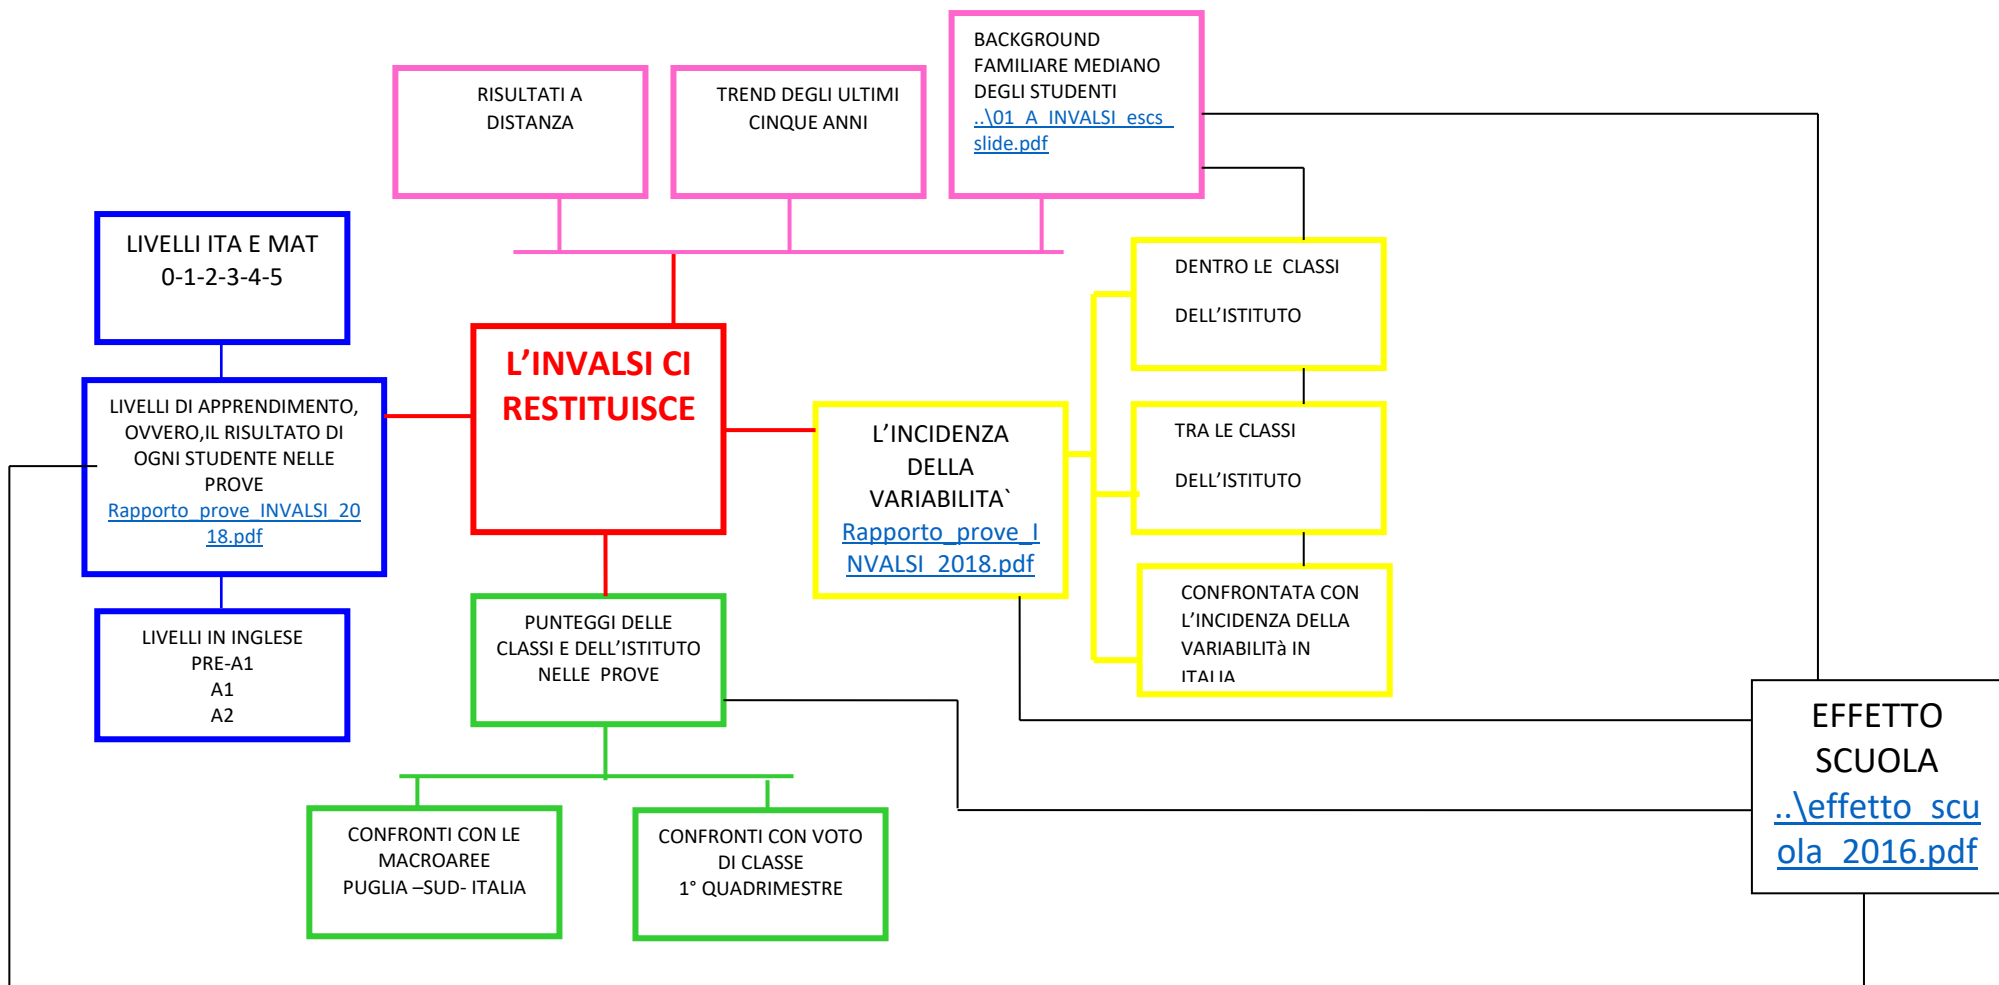 BACKGROUND
FAMILIARE MEDIANO
DEGLI STUDENTI
..\01_A_INVALSI_escs_
slide.pdf
RISULTATI A
DISTANZA
TREND DEGLI ULTIMI
CINQUE ANNI
LIVELLI ITA E MAT
0-1-2-3-4-5
DENTRO LE CLASSI
DELL’ISTITUTO
L’INVALSI CI
RESTITUISCE
LIVELLI DI APPRENDIMENTO,
OVVERO,IL RISULTATO DI
OGNI STUDENTE NELLE
PROVE
Rapporto_prove_INVALSI_20
18.pdf
L’INCIDENZA
DELLA
VARIABILITA`
Rapporto_prove_I
NVALSI_2018.pdf
TRA LE CLASSI
DELL’ISTITUTO
CONFRONTATA CON
L’INCIDENZA DELLA
VARIABILITà IN
ITALIA
LIVELLI IN INGLESE
PRE-A1
A1
A2
PUNTEGGI DELLE
CLASSI E DELL’ISTITUTO
NELLE PROVE
EFFETTO
SCUOLA
..\effetto_scu
ola_2016.pdf
CONFRONTI CON LE
MACROAREE
PUGLIA –SUD- ITALIA
CONFRONTI CON VOTO
DI CLASSE
1° QUADRIMESTRE